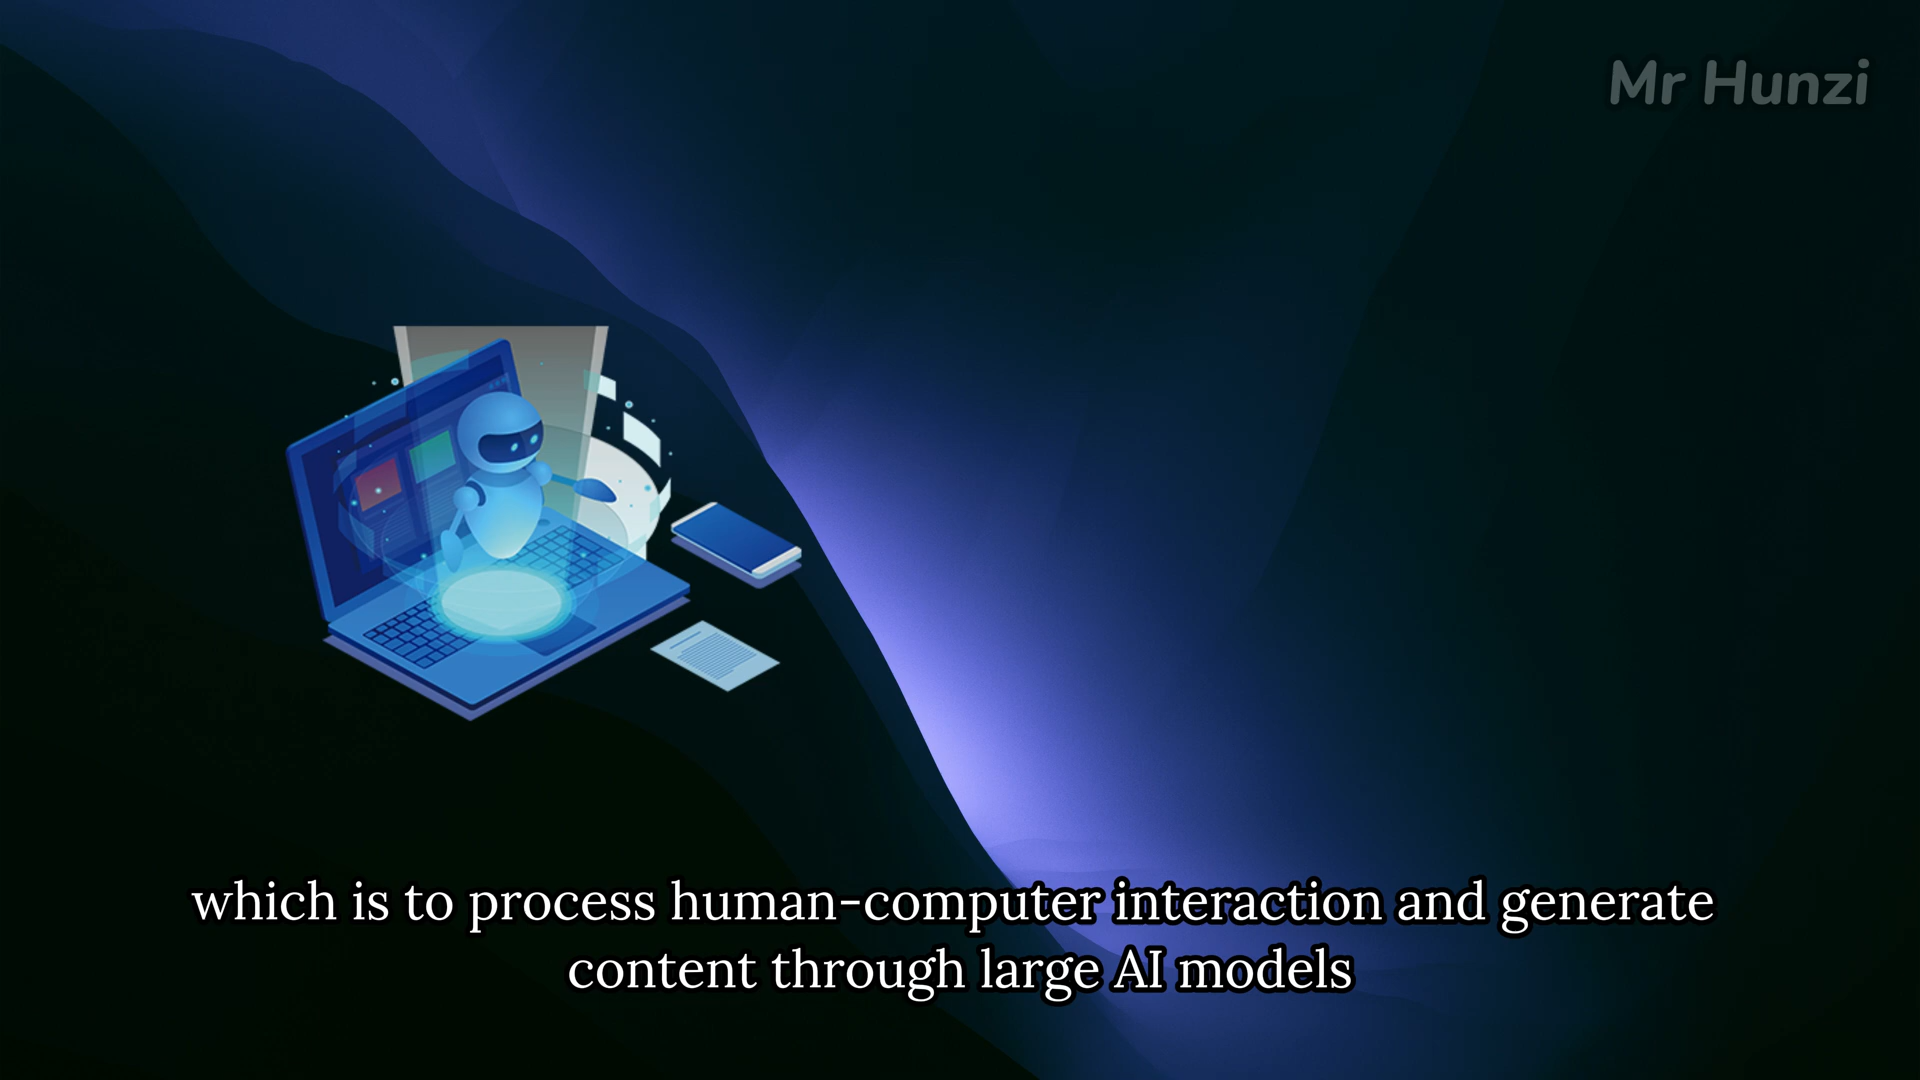 Mr Hunzi
which is to process human-computer interaction and generate
content through large AI models